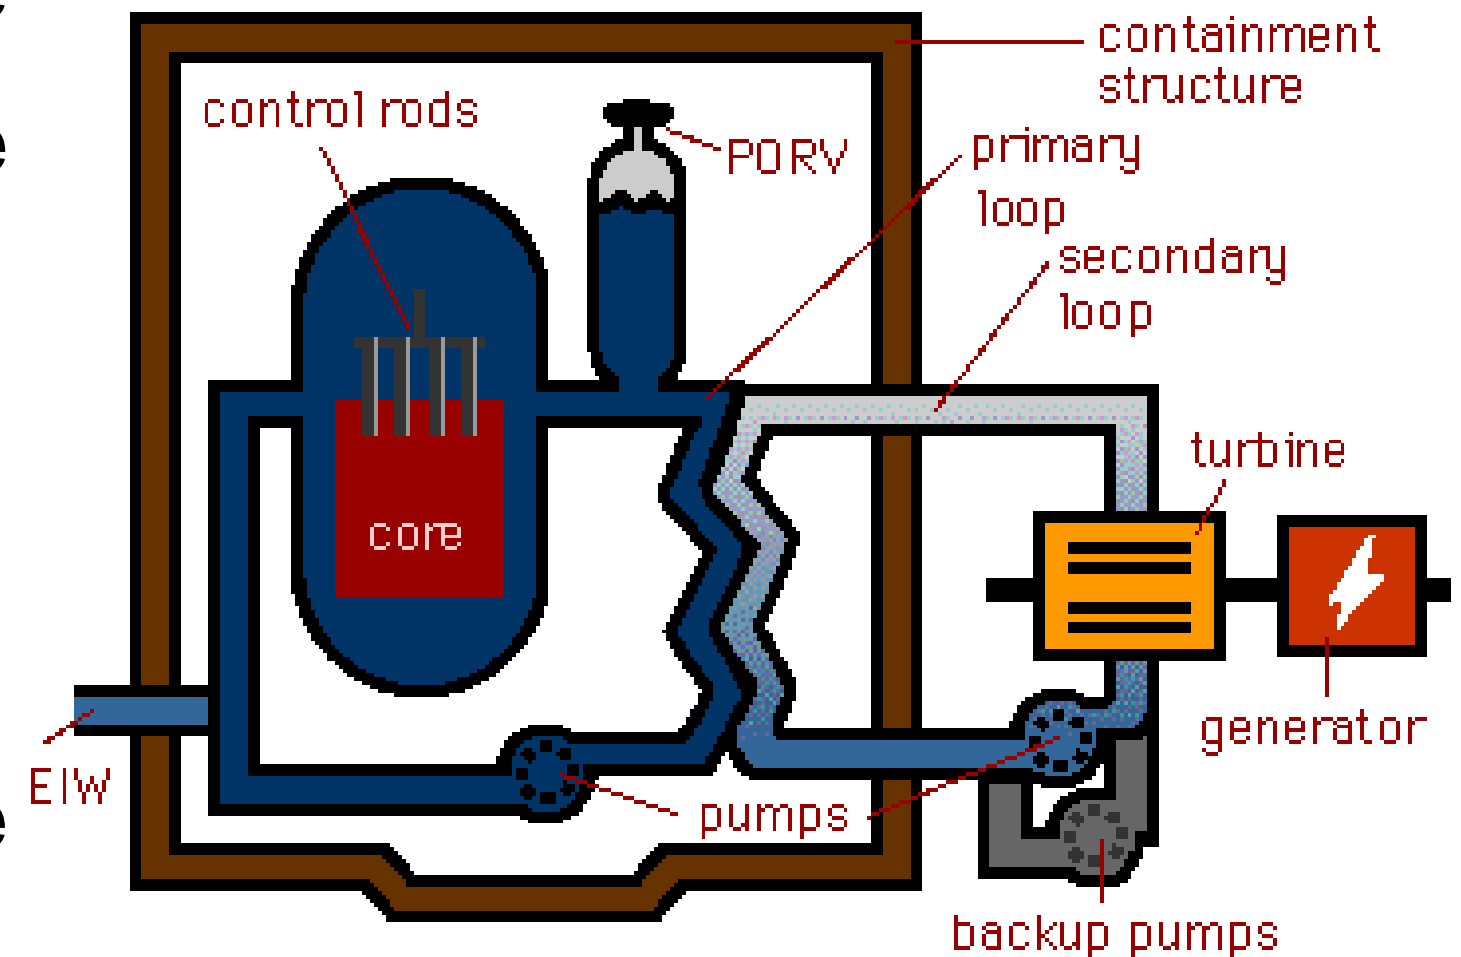 containment
structure
control rods
PORV
primary
loop
secondary
loop
turbine
core
generator
EIW
pumps
backup pumps